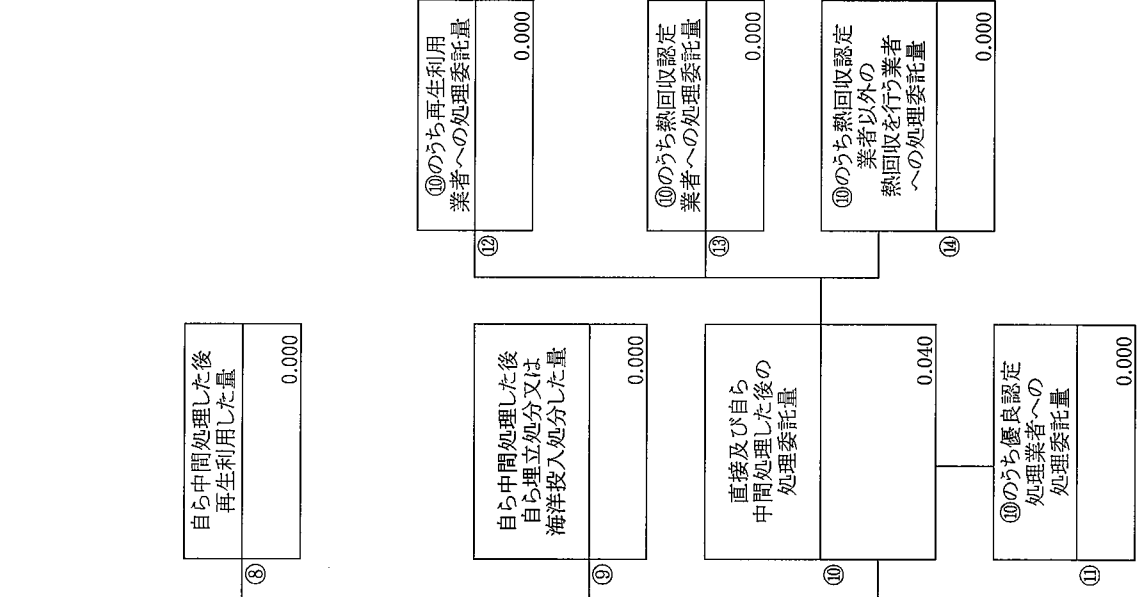 ⑧
自ら中間処理した後
再生利用した量
0.000
⑨
自ら中間処理した後
自ら埋立処分又は
海洋投入処分した量
0.000
⑩
直接及び自ら
中間処理した後の
処理委託量
0.040
⑪
⑩のうち優良認定
処理業者への
処理委託量
0.000
⑫
⑩のうち再生利用
業者への処理委託量
0.000
⑬
⑩のうち熱回収認定
業者への処理委託量
0.000
⑭
⑩のうち熱回収認定
業者以外の
熱回収を行う業者
への処理委託量
0.000